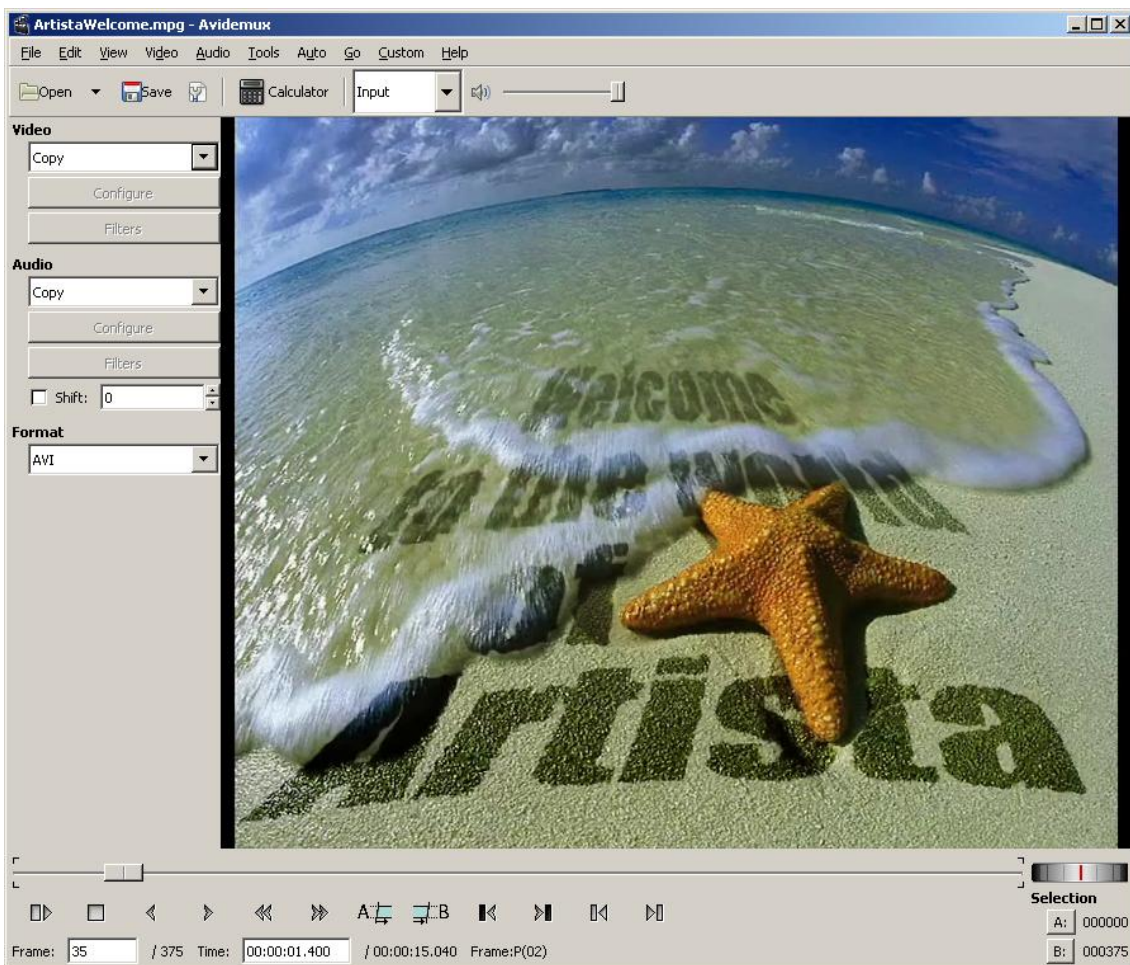 ArtistaWelcome.mpg - Avidemux
File Edit View Video Audio Tools Auto Go Custom Help
Open Save Calculator Input
Video
Copy
Configure
Filters
Audio
Copy
Configure
Filters
Shift: 0
Format
AVI
Welcome
to the world
of
Artista
Selection
A: 000000
B: 000375
A B
Frame: 35 / 375 Time: 00:00:01.400 / 00:00:15.040 Frame:P(02)